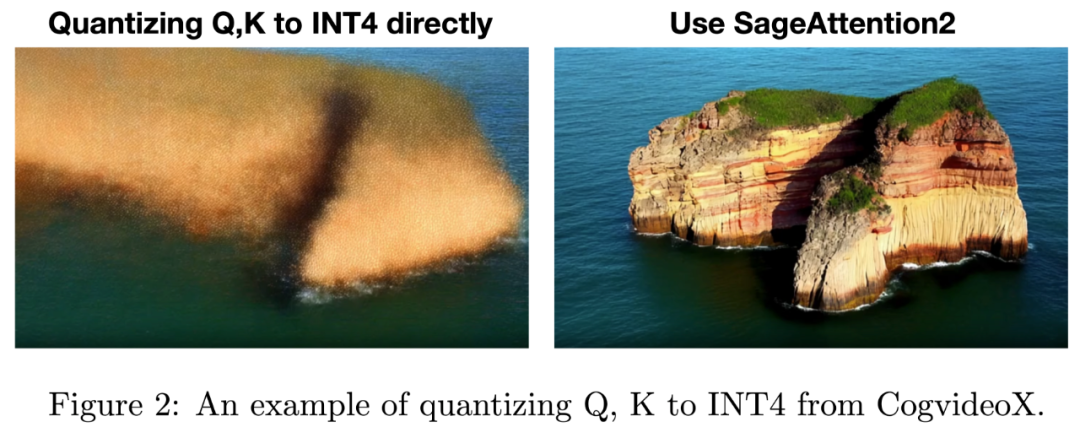 Quantizing Q,K to INT4 directly
Use SageAttention2
Figure 2: An example of quantizing Q, K to INT4 from CogvideoX.